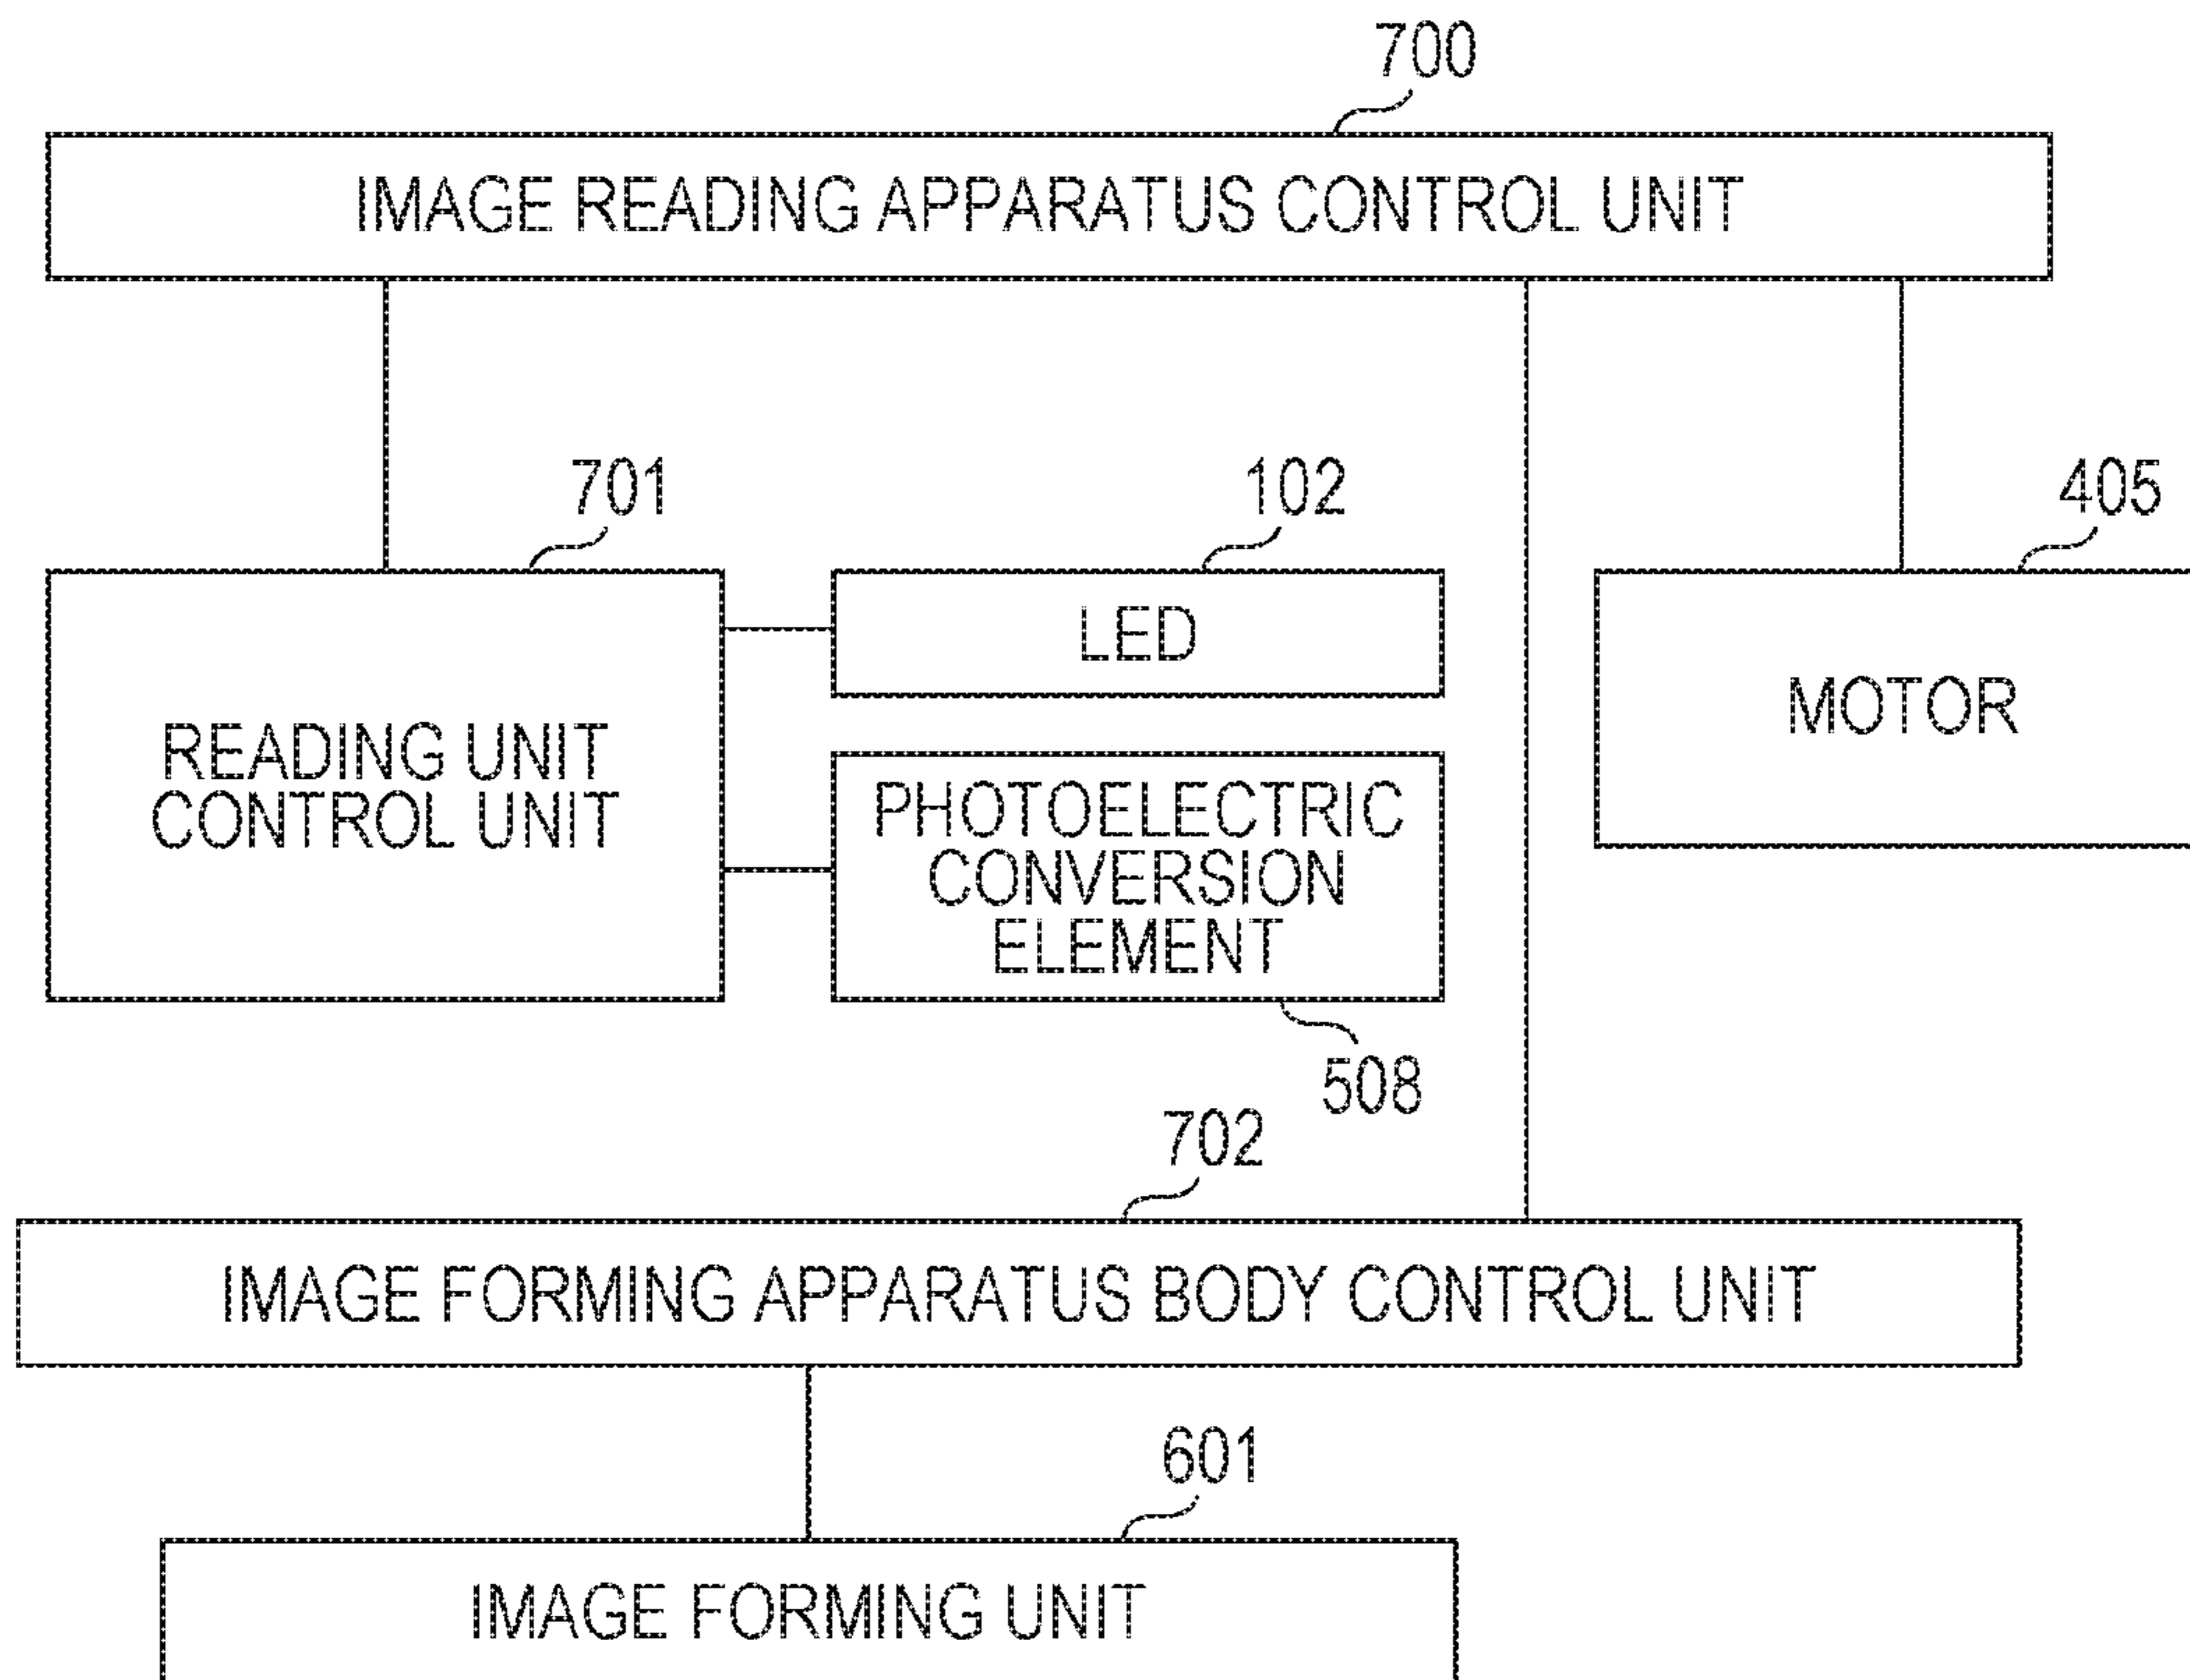 700
IMAGE READING APPARATUS CONTROL UNIT
701
102
405
LED
MOTOR
READING UNIT
CONTROL UNIT
PHOTOELECTRIC
CONVERSION
ELEMENT
508
702
IMAGE FORMING APPARATUS BODY CONTROL UNIT
601
IMAGE FORMING UNIT